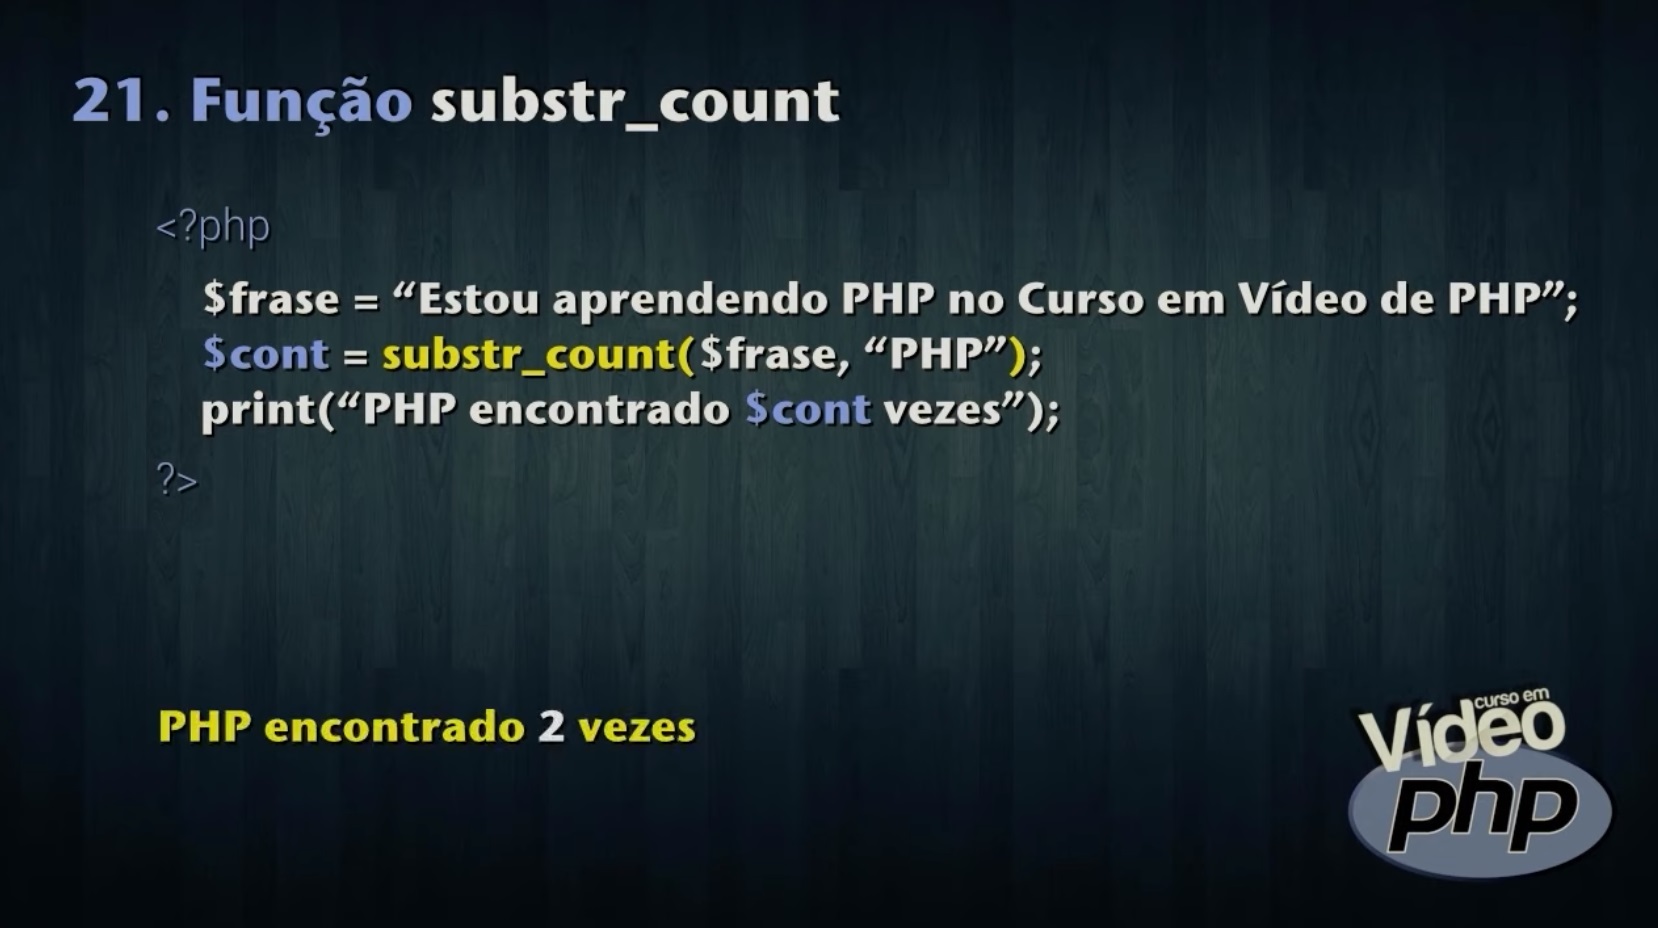 21. Função substr_count
<?php
$frase = “Estou aprendendo PHP no Curso em Vídeo de PHP”;
$cont = substr_count($frase, “PHP”);
print(“PHP encontrado $cont vezes”);
?>
PHP encontrado 2 vezes
curso em
Vídeo
php